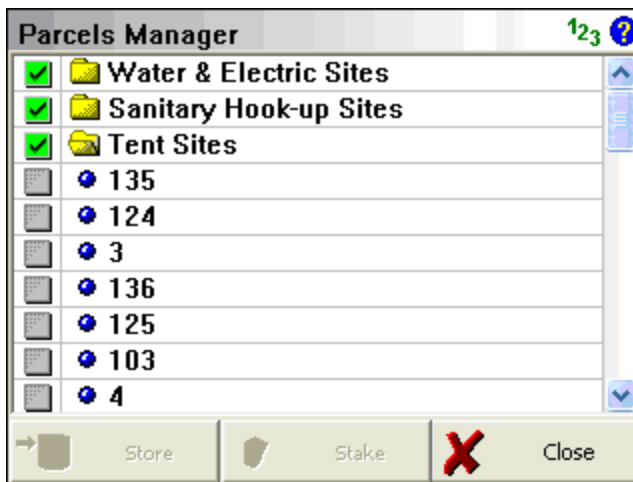 Parcels Manager 123 ?
Water & Electric Sites
Sanitary Hook-up Sites
Tent Sites
135
124
3
136
125
103
4
Store Stake Close